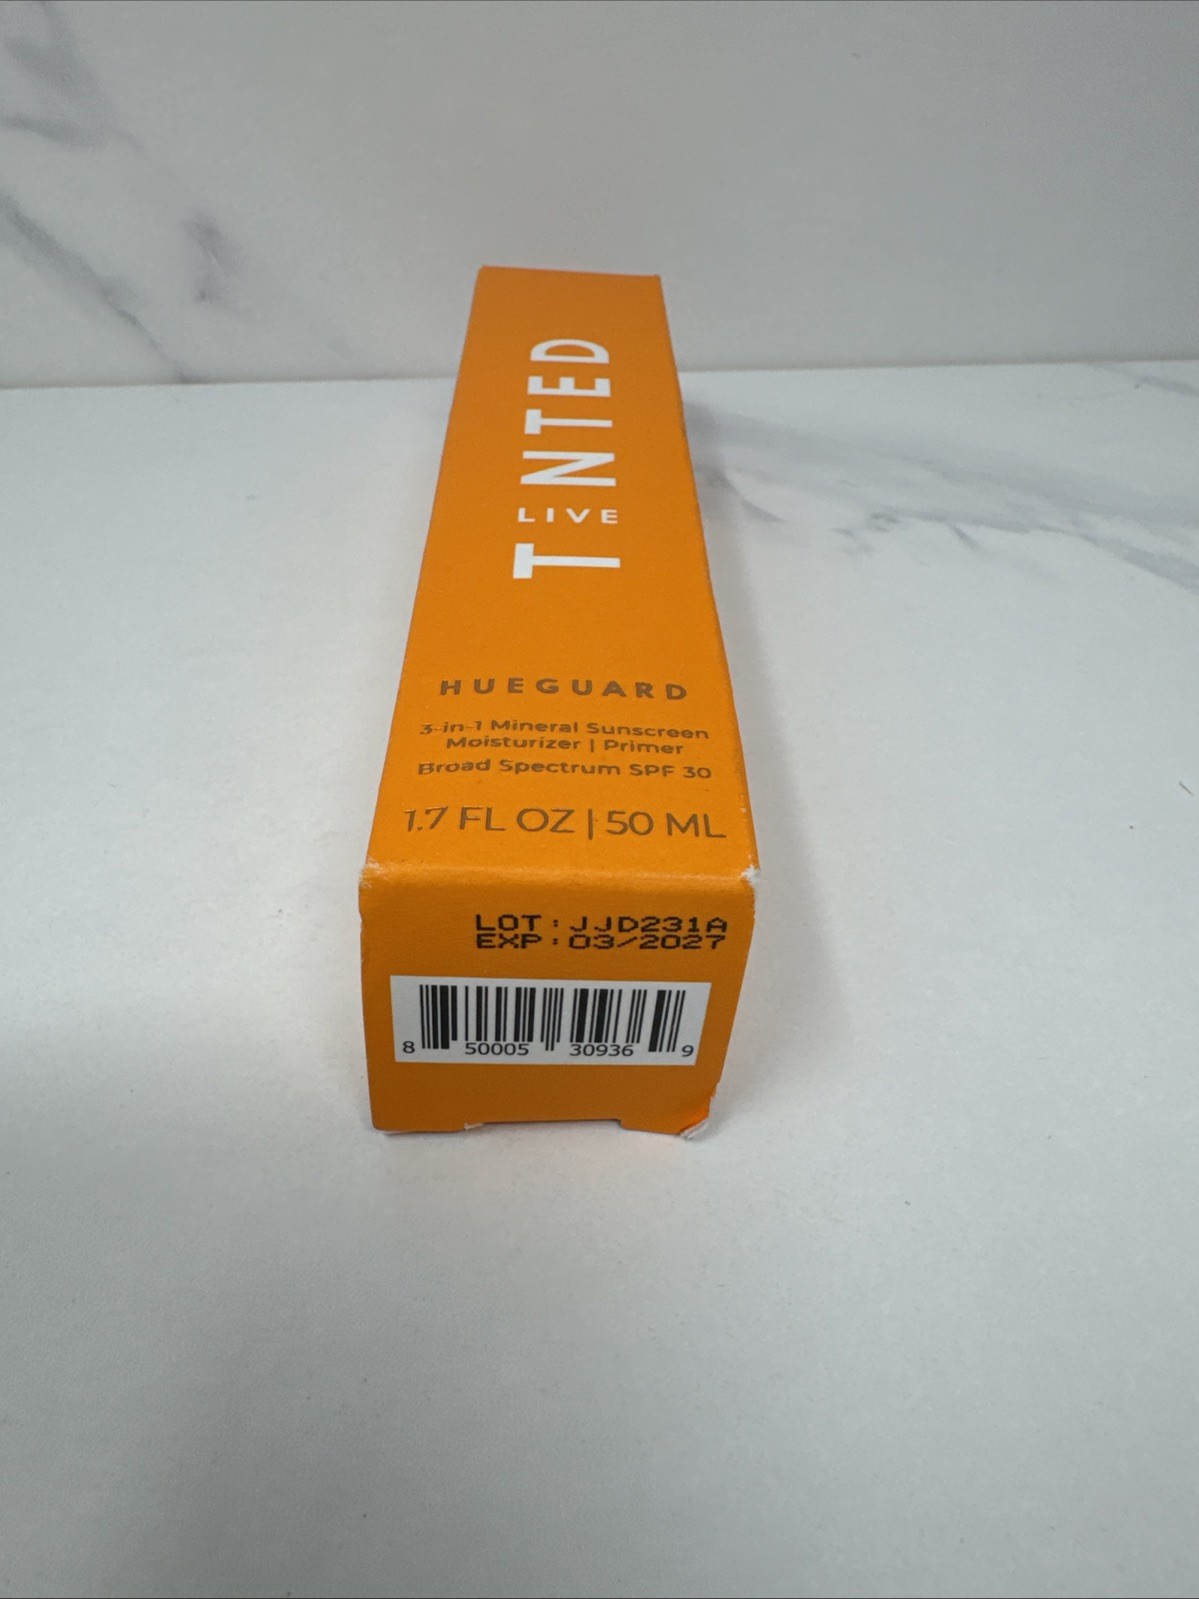 T LIVE NTED
HUEGUARD
3-in-1 Mineral Sunscreen
Moisturizer | Primer
Broad Spectrum SPF 30
1.7 FL OZ | 50 ML
LOT : JJD231A
EXP : 03/2027
8 50005 30936 9